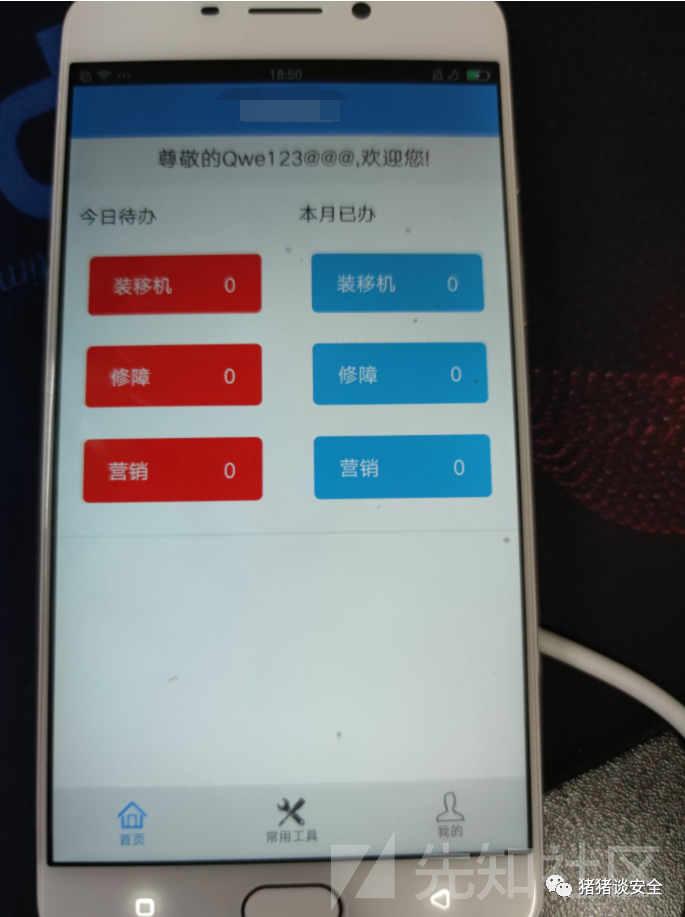 18:50
尊敬的Qwe123@@@,欢迎您!
今日待办 本月已办
装移机 0 装移机 0
修障 0 修障 0
营销 0 营销 0
首页 常用工具 我的
先知社区
猪猪谈安全